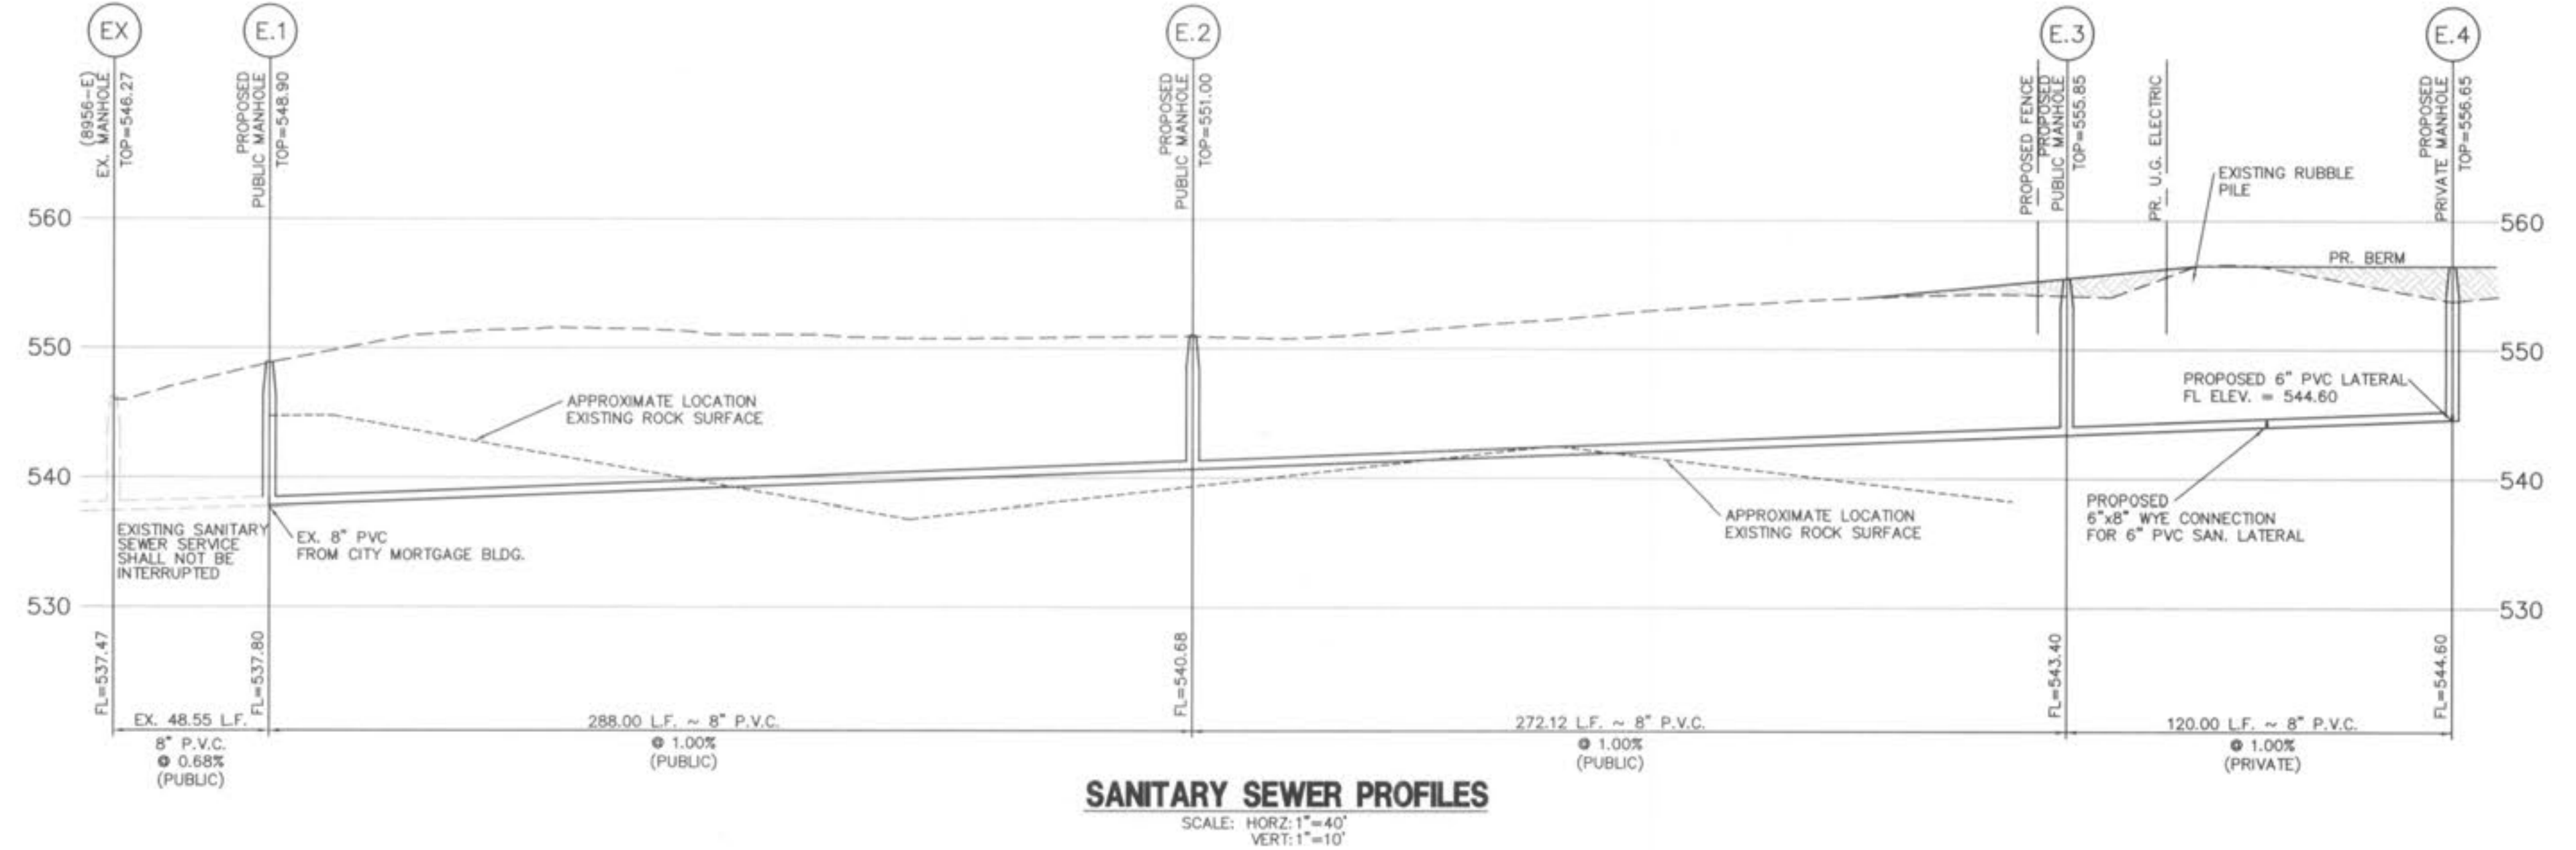 EX
E.1
E.2
E.3
E.4
(8956-E)
EX. MANHOLE
TOP=546.27
PROPOSED
PUBLIC MANHOLE
TOP=548.90
PROPOSED
PUBLIC MANHOLE
TOP=551.00
PROPOSED FENCE
PROPOSED
PUBLIC MANHOLE
TOP=555.85
PR. U.G. ELECTRIC
PROPOSED
PRIVATE MANHOLE
TOP=556.65
EXISTING RUBBLE
PILE
560
560
PR. BERM
550
550
PROPOSED 6" PVC LATERAL
FL ELEV. = 544.60
APPROXIMATE LOCATION
EXISTING ROCK SURFACE
540
540
EXISTING SANITARY
SEWER SERVICE
SHALL NOT BE
INTERRUPTED
EX. 8" PVC
FROM CITY MORTGAGE BLDG.
APPROXIMATE LOCATION
EXISTING ROCK SURFACE
PROPOSED
6"x8" WYE CONNECTION
FOR 6" PVC SAN. LATERAL
530
530
FL=537.47
FL=537.80
FL=540.68
FL=543.40
FL=544.60
EX. 48.55 L.F.
8" P.V.C.
@ 0.68%
(PUBLIC)
288.00 L.F. ~ 8" P.V.C.
@ 1.00%
(PUBLIC)
272.12 L.F. ~ 8" P.V.C.
@ 1.00%
(PUBLIC)
120.00 L.F. ~ 8" P.V.C.
@ 1.00%
(PRIVATE)
SANITARY SEWER PROFILES
SCALE: HORZ: 1"=40'
VERT: 1"=10'